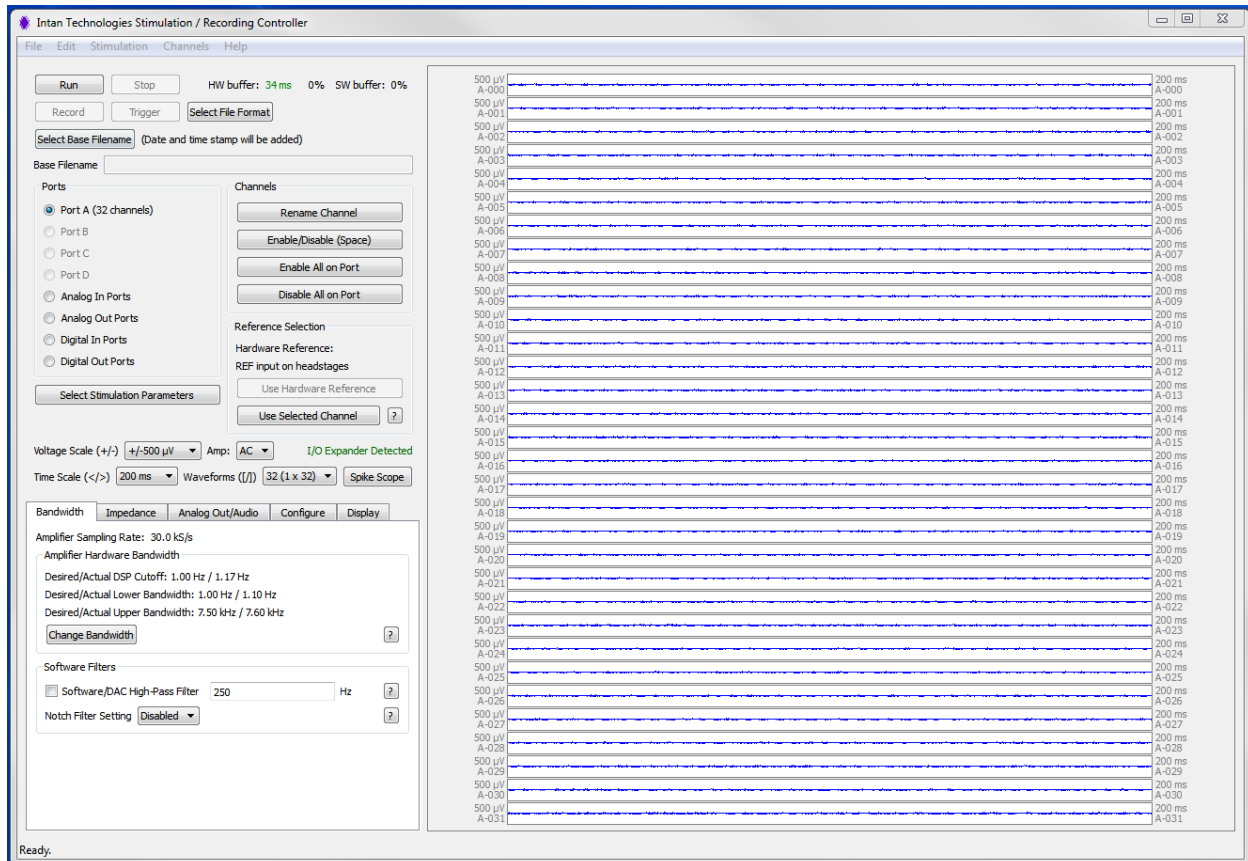 Intan Technologies Stimulation / Recording Controller
File Edit Stimulation Channels Help
Run Stop HW buffer: 34 ms 0% SW buffer: 0%
Record Trigger Select File Format
Select Base Filename (Date and time stamp will be added)
Base Filename
Ports
Port A (32 channels)
Port B
Port C
Port D
Analog In Ports
Analog Out Ports
Digital In Ports
Digital Out Ports
Select Stimulation Parameters
Channels
Rename Channel
Enable/Disable (Space)
Enable All on Port
Disable All on Port
Reference Selection
Hardware Reference:
REF input on headstages
Use Hardware Reference
Use Selected Channel ?
Voltage Scale (+/-) +/-500 µV Amp: AC I/O Expander Detected
Time Scale (</>) 200 ms Waveforms ([/]) 32 (1 x 32) Spike Scope
Bandwidth Impedance Analog Out/Audio Configure Display
Amplifier Sampling Rate: 30.0 kS/s
Amplifier Hardware Bandwidth
Desired/Actual DSP Cutoff: 1.00 Hz / 1.17 Hz
Desired/Actual Lower Bandwidth: 1.00 Hz / 1.10 Hz
Desired/Actual Upper Bandwidth: 7.50 kHz / 7.60 kHz
Change Bandwidth ?
Software Filters
Software/DAC High-Pass Filter 250 Hz ?
Notch Filter Setting Disabled ?
Ready.
500 µV 200 ms
A-000 A-000
500 µV 200 ms
A-001 A-001
500 µV 200 ms
A-002 A-002
500 µV 200 ms
A-003 A-003
500 µV 200 ms
A-004 A-004
500 µV 200 ms
A-005 A-005
500 µV 200 ms
A-006 A-006
500 µV 200 ms
A-007 A-007
500 µV 200 ms
A-008 A-008
500 µV 200 ms
A-009 A-009
500 µV 200 ms
A-010 A-010
500 µV 200 ms
A-011 A-011
500 µV 200 ms
A-012 A-012
500 µV 200 ms
A-013 A-013
500 µV 200 ms
A-014 A-014
500 µV 200 ms
A-015 A-015
500 µV 200 ms
A-016 A-016
500 µV 200 ms
A-017 A-017
500 µV 200 ms
A-018 A-018
500 µV 200 ms
A-019 A-019
500 µV 200 ms
A-020 A-020
500 µV 200 ms
A-021 A-021
500 µV 200 ms
A-022 A-022
500 µV 200 ms
A-023 A-023
500 µV 200 ms
A-024 A-024
500 µV 200 ms
A-025 A-025
500 µV 200 ms
A-026 A-026
500 µV 200 ms
A-027 A-027
500 µV 200 ms
A-028 A-028
500 µV 200 ms
A-029 A-029
500 µV 200 ms
A-030 A-030
500 µV 200 ms
A-031 A-031